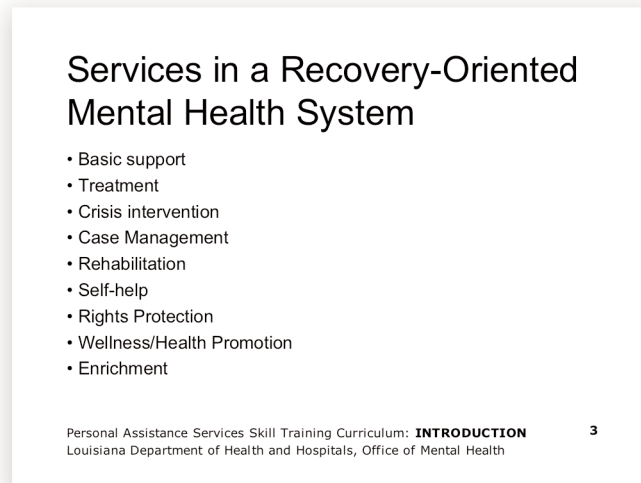 Services in a Recovery-Oriented
Mental Health System
• Basic support
• Treatment
• Crisis intervention
• Case Management
• Rehabilitation
• Self-help
• Rights Protection
• Wellness/Health Promotion
• Enrichment
Personal Assistance Services Skill Training Curriculum: INTRODUCTION 3
Louisiana Department of Health and Hospitals, Office of Mental Health